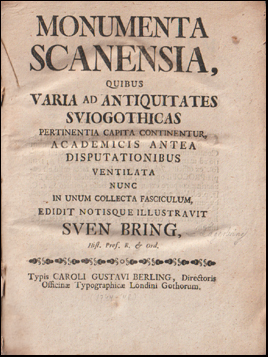 MONUMENTA
SCANENSIA,
QUIBUS
VARIA AD ANTIQUITATES
SVIOGOTHICAS
PERTINENTIA CAPITA CONTINENTUR,
ACADEMICIS ANTEA
DISPUTATIONIBUS
VENTILATA
NUNC
IN UNUM COLLECTA FASCICULUM,
EDIDIT NOTISQUE ILLUSTRAVIT
SVEN BRING,
Hist. Prof. R. & Ord.
Typis CAROLI GUSTAVI BERLING, Directoris
Officinæ Typographicæ Londini Gothorum.